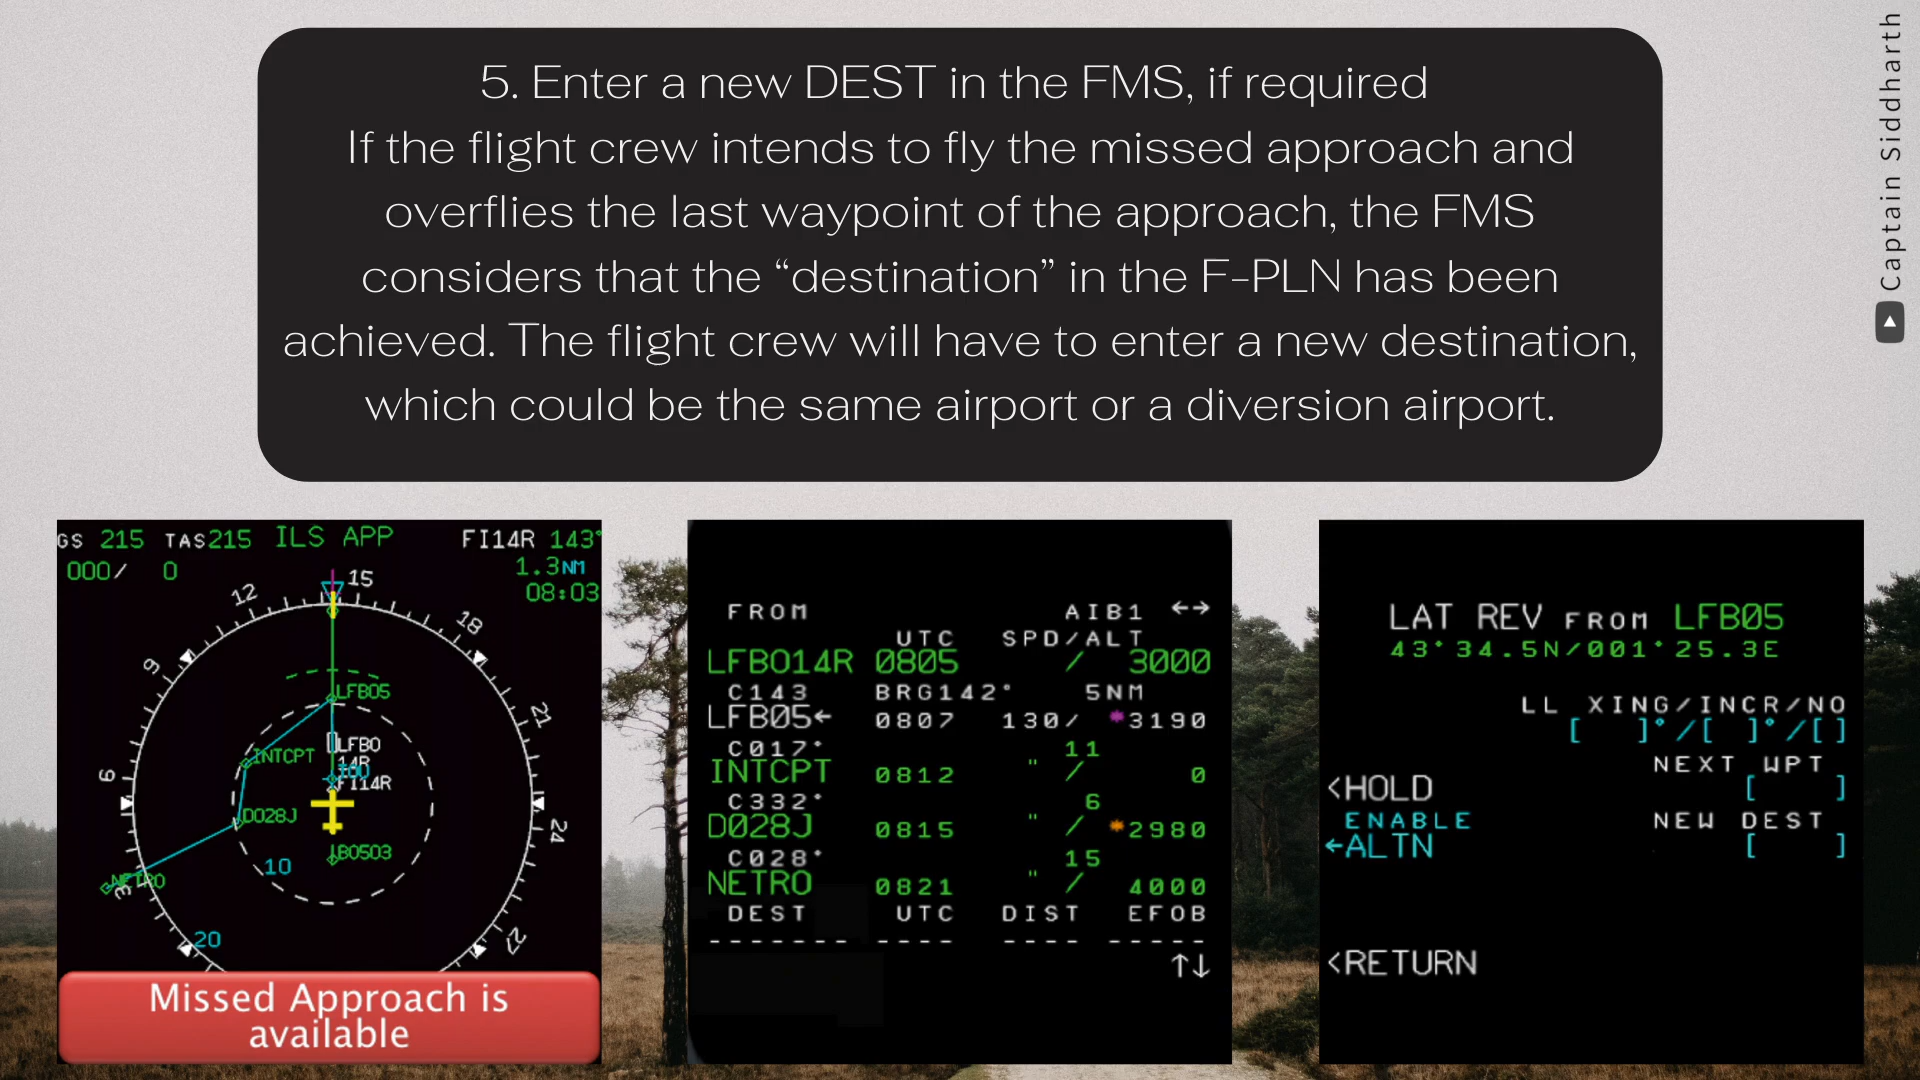 5. Enter a new DEST in the FMS, if required
If the flight crew intends to fly the missed approach and
overflies the last waypoint of the approach, the FMS
considers that the “destination” in the F-PLN has been
achieved. The flight crew will have to enter a new destination,
which could be the same airport or a diversion airport.
Captain Siddharth
GS 215 TAS215 ILS APP FI14R 143°
000/ 0 1.3NM
08:03
12 15 18
9 21
6 24
27
LFB05
INTCPT
LFBO
14R
FI14R
D028J
LB0503
NETRO
10
20
Missed Approach is
available
FROM AIB1 ←→
UTC SPD/ALT
LFBO14R 0805 / 3000
C143 BRG142° 5NM
LFB05← 0807 130/ *3190
C017° 11
INTCPT 0812 " / 0
C332° 6
D028J 0815 " / *2980
C028° 15
NETRO 0821 " / 4000
DEST UTC DIST EFOB
------- ---- ---- -----
↑↓
LAT REV FROM LFB05
43°34.5N/001°25.3E
LL XING/INCR/NO
[ ]°/[ ]°/[]
NEXT WPT
<HOLD [ ]
ENABLE NEW DEST
←ALTN [ ]
<RETURN